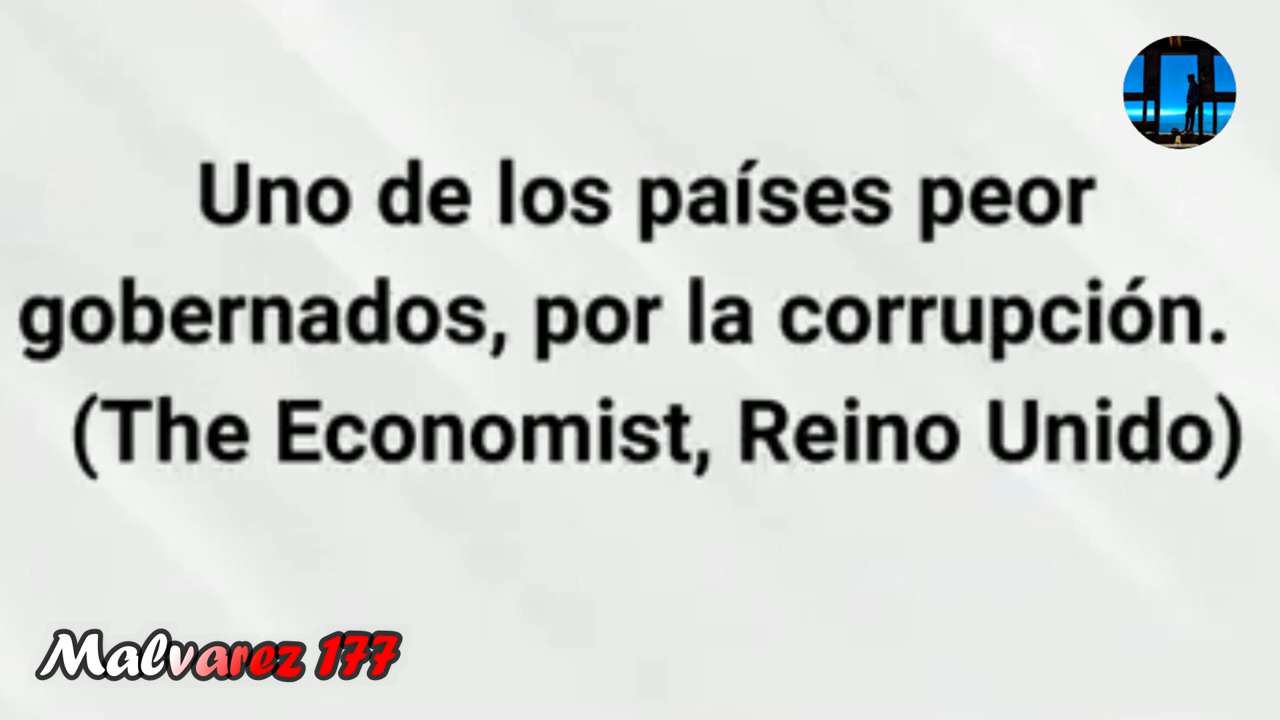 Uno de los países peor
gobernados, por la corrupción.
(The Economist, Reino Unido)
Malvarez 177